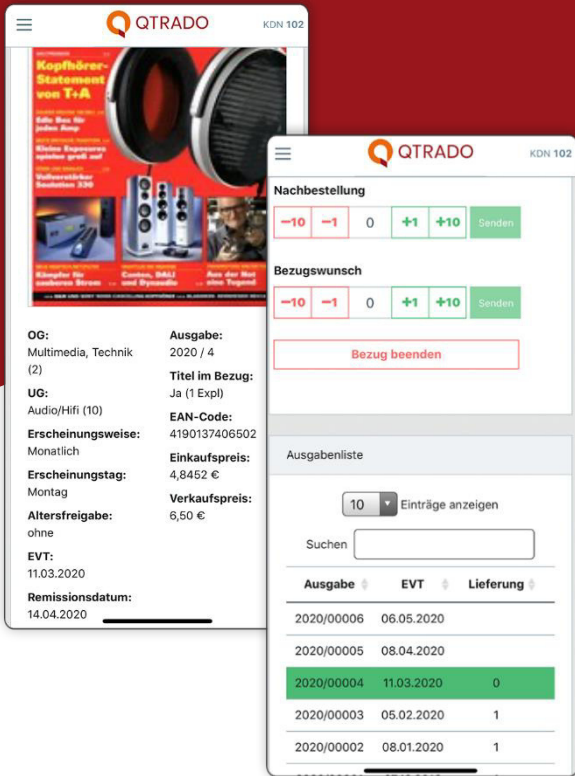 QTRADO
KDN 102
Kopfhörer-
Statement
von T+A
Edle Box für
jeden Amp
Kleine Exposures
spielen groß auf
Vollverstärker
Soulution 330
Kämpfer für
sauberen Strom
Canton, DALI
und Dynaudio
Aus der Not
eine Tugend
OG:
Multimedia, Technik
(2)
UG:
Audio/Hifi (10)
Erscheinungsweise:
Monatlich
Erscheinungstag:
Montag
Altersfreigabe:
ohne
EVT:
11.03.2020
Remissionsdatum:
14.04.2020
Ausgabe:
2020 / 4
Titel im Bezug:
Ja (1 Expl)
EAN-Code:
4190137406502
Einkaufspreis:
4,8452 €
Verkaufspreis:
6,50 €
QTRADO
KDN 102
Nachbestellung
−10 −1 0 +1 +10 Senden
Bezugswunsch
−10 −1 0 +1 +10 Senden
Bezug beenden
Ausgabenliste
10 Einträge anzeigen
Suchen
Ausgabe EVT Lieferung
2020/00006 06.05.2020
2020/00005 08.04.2020
2020/00004 11.03.2020 0
2020/00003 05.02.2020 1
2020/00002 08.01.2020 1